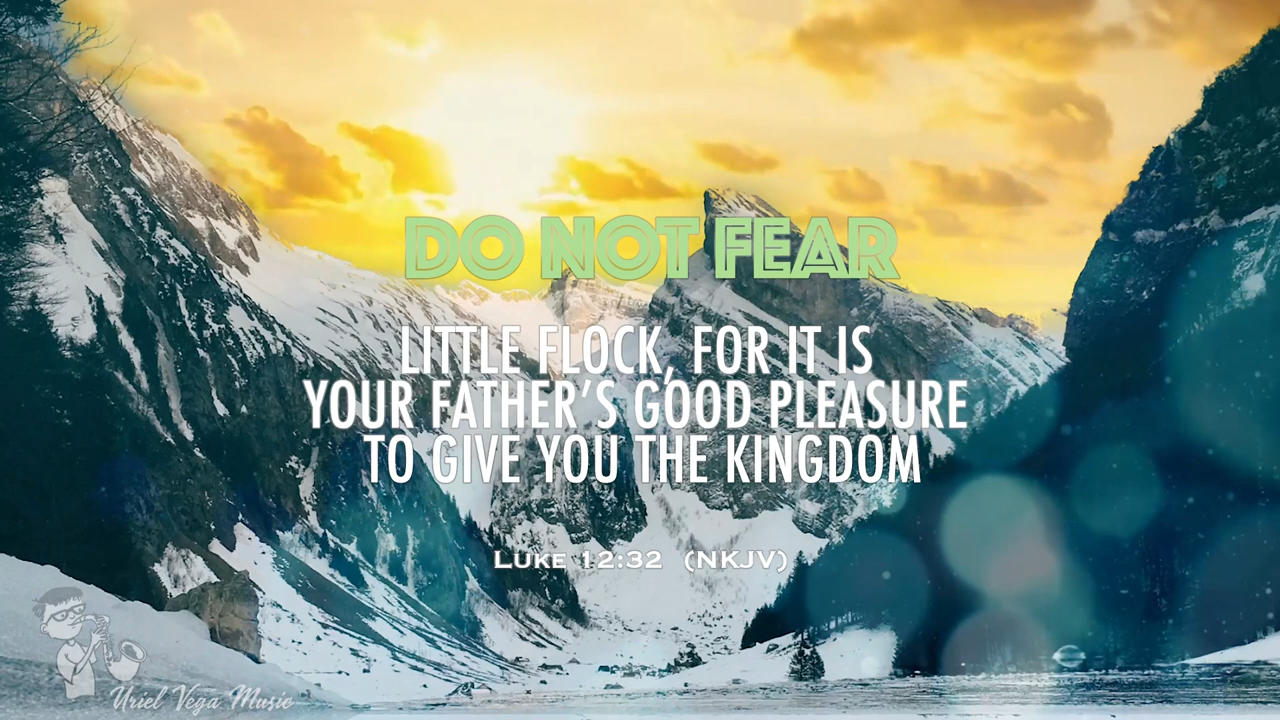 DO NOT FEAR
LITTLE FLOCK, FOR IT IS
YOUR FATHER'S GOOD PLEASURE
TO GIVE YOU THE KINGDOM
LUKE 12:32 (NKJV)
Uriel Vega Music